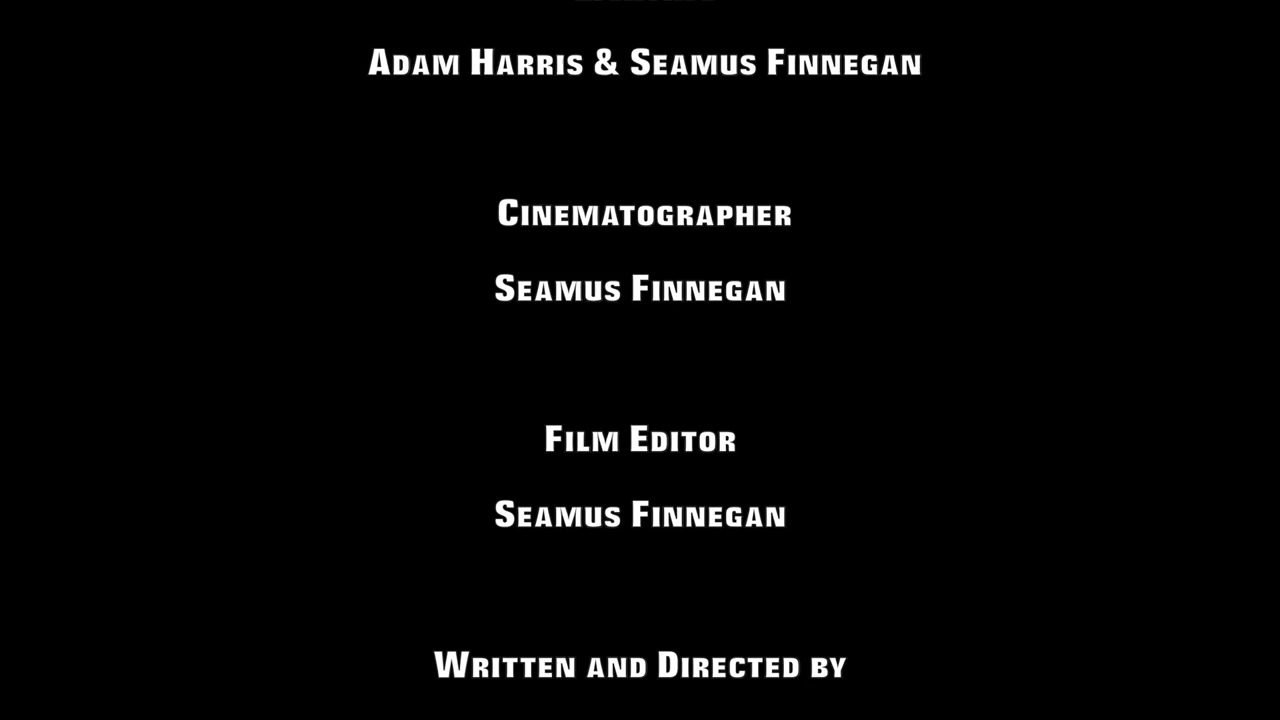 Adam Harris & Seamus Finnegan
Cinematographer
Seamus Finnegan
Film Editor
Seamus Finnegan
Written and Directed by